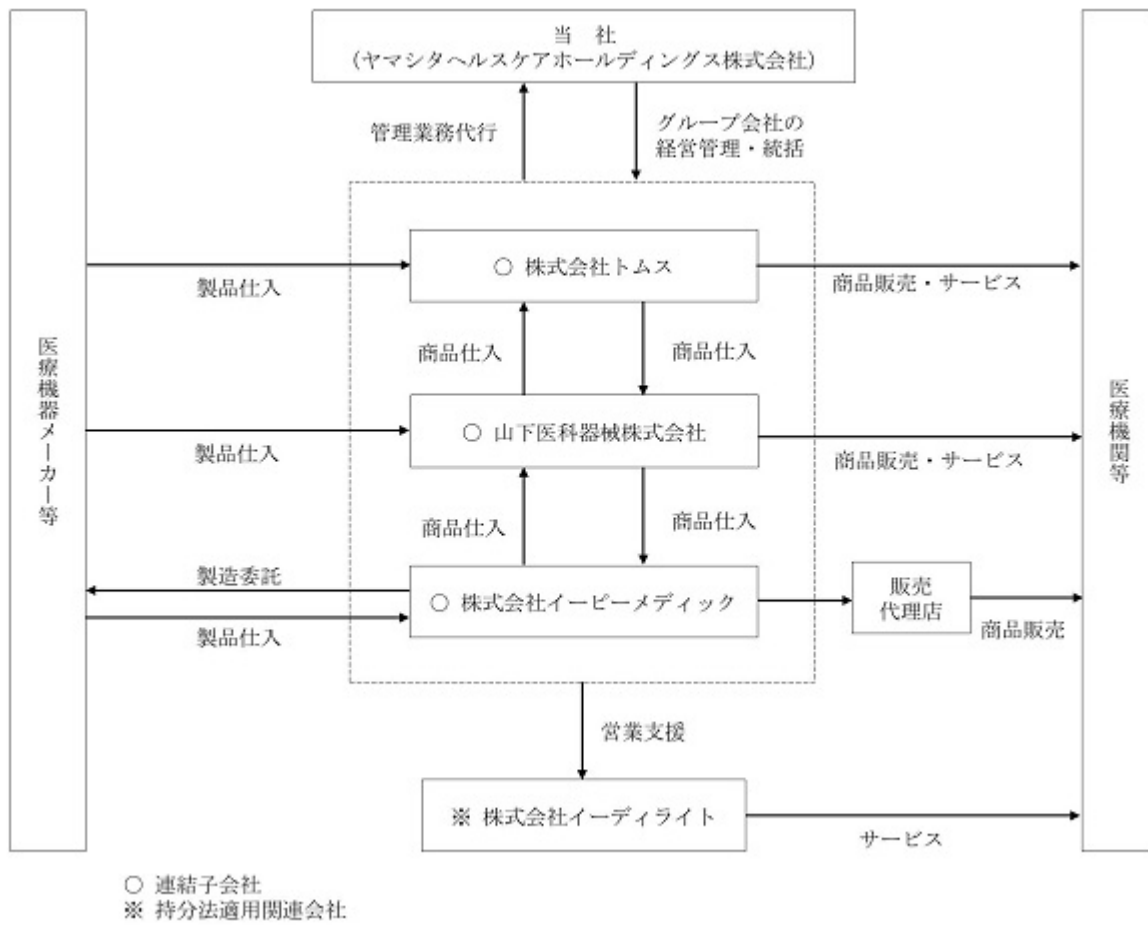 当 社
(ヤマシタヘルスケアホールディングス株式会社)
管理業務代行
グループ会社の
経営管理・統括
○ 株式会社トムス
製品仕入
商品販売・サービス
商品仕入
商品仕入
医療機器メーカー等
医療機関等
○ 山下医科器械株式会社
製品仕入
商品販売・サービス
商品仕入
商品仕入
製造委託
○ 株式会社イーピーメディック
製品仕入
販売
代理店
商品販売
営業支援
※ 株式会社イーディライト
サービス
○ 連結子会社
※ 持分法適用関連会社